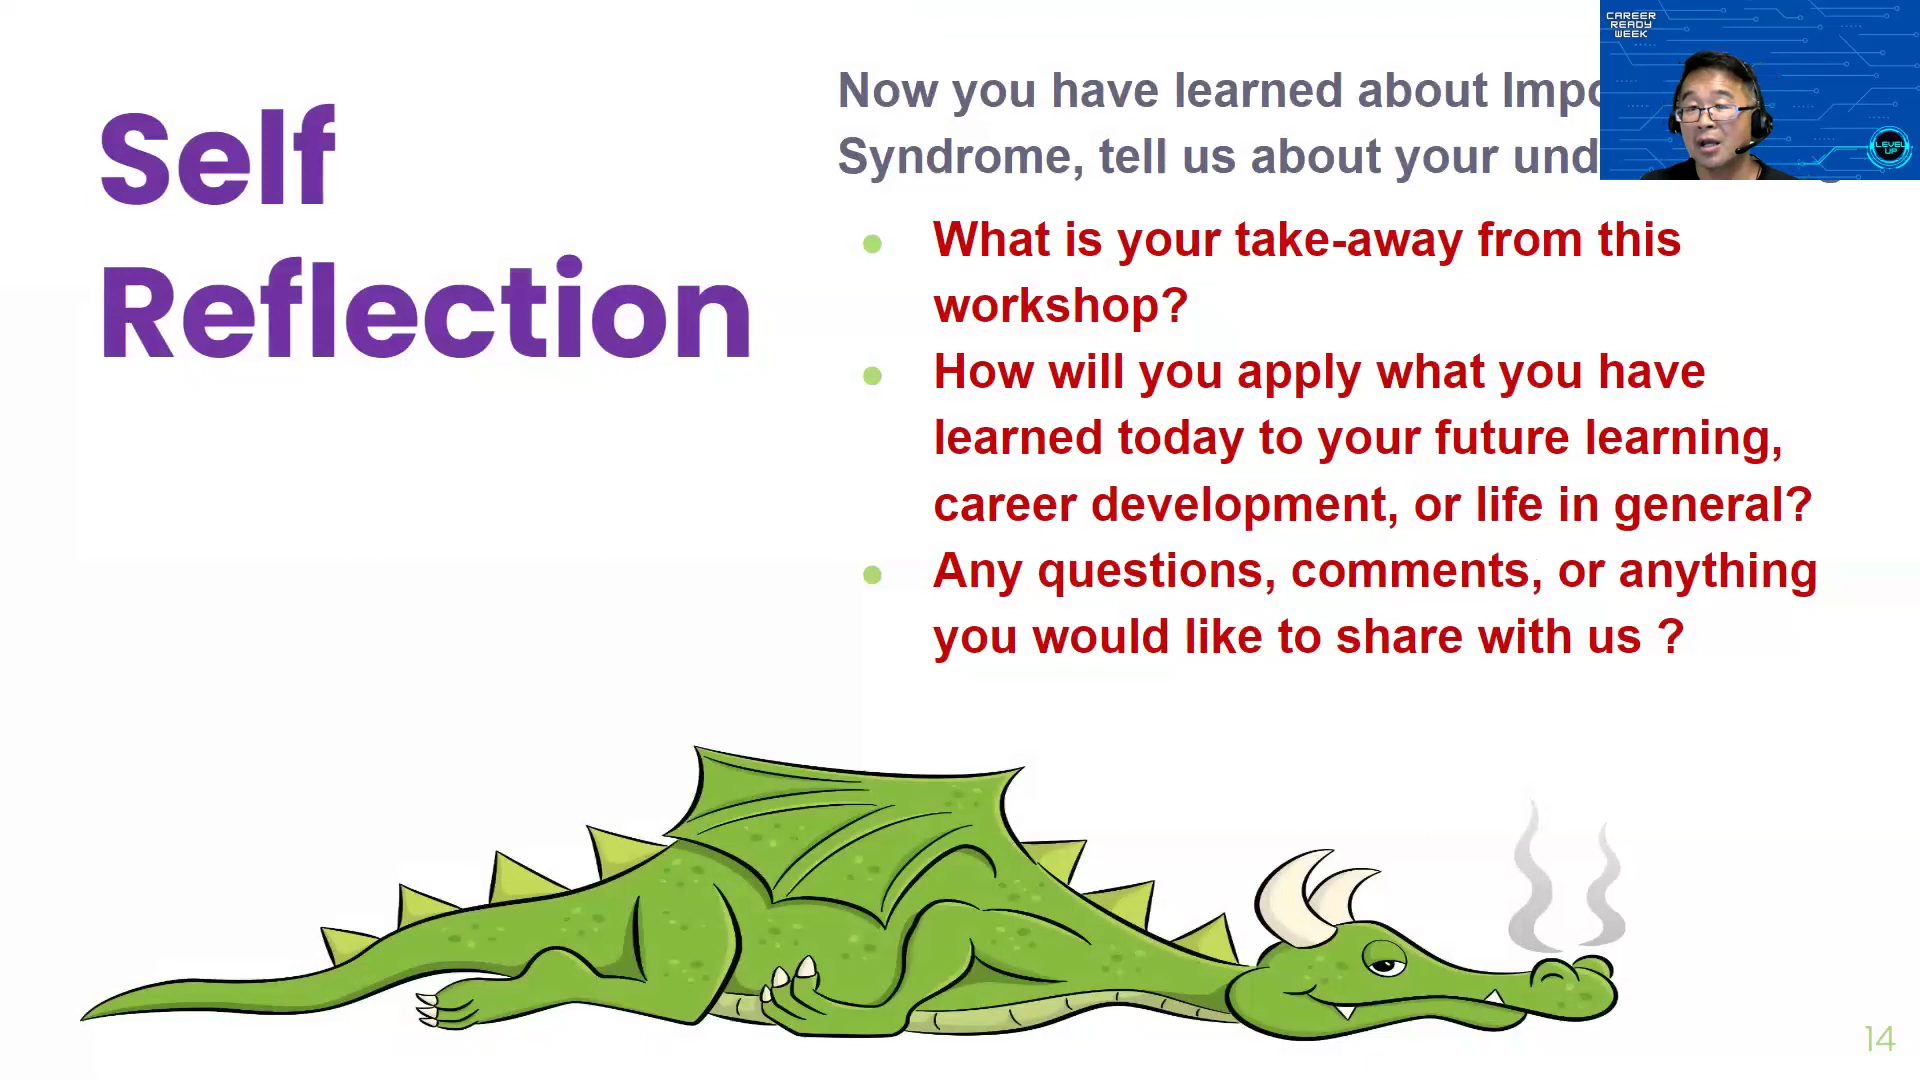 Self
Reflection
Now you have learned about
Syndrome, tell us about your
What is your take-away from this
workshop?
How will you apply what you have
learned today to your future learning,
career development, or life in general?
Any questions, comments, or anything
you would like to share with us ?
CAREER
READY
WEEK
LEVEL
UP
14